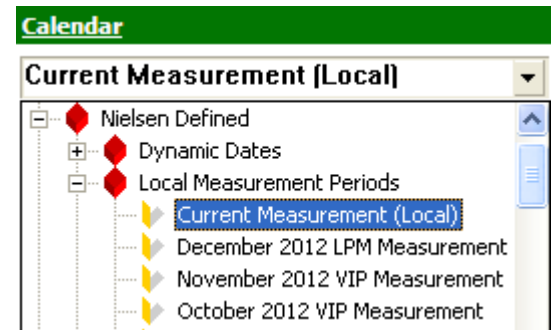 Calendar
Current Measurement (Local)
Nielsen Defined
Dynamic Dates
Local Measurement Periods
Current Measurement (Local)
December 2012 LPM Measurement
November 2012 VIP Measurement
October 2012 VIP Measurement